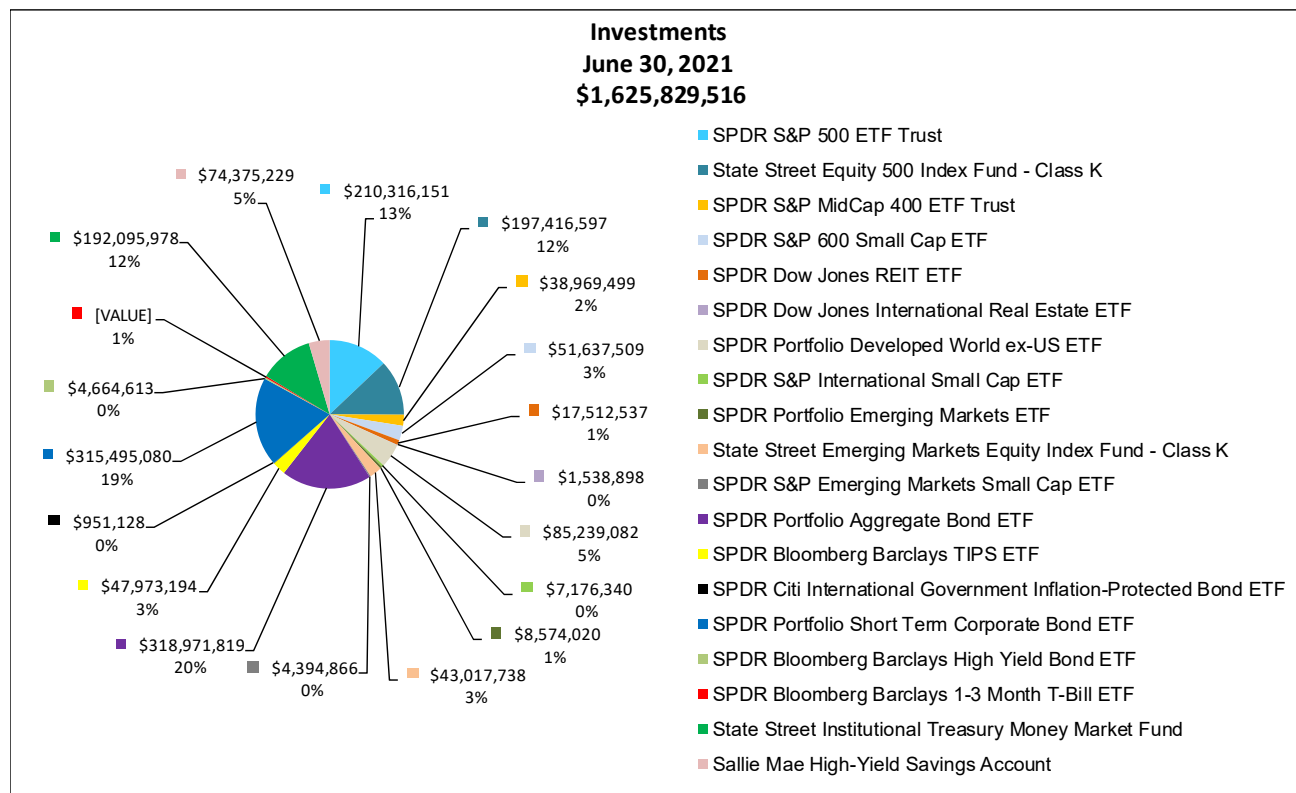 Investments
June 30, 2021
$1,625,829,516
$74,375,229
5%
$210,316,151
13%
$197,416,597
12%
$38,969,499
2%
$51,637,509
3%
$17,512,537
1%
$1,538,898
0%
$85,239,082
5%
$7,176,340
0%
$8,574,020
1%
$43,017,738
3%
$4,394,866
0%
$318,971,819
20%
$47,973,194
3%
$951,128
0%
$315,495,080
19%
$4,664,613
0%
[VALUE]
1%
$192,095,978
12%
SPDR S&P 500 ETF Trust
State Street Equity 500 Index Fund - Class K
SPDR S&P MidCap 400 ETF Trust
SPDR S&P 600 Small Cap ETF
SPDR Dow Jones REIT ETF
SPDR Dow Jones International Real Estate ETF
SPDR Portfolio Developed World ex-US ETF
SPDR S&P International Small Cap ETF
SPDR Portfolio Emerging Markets ETF
State Street Emerging Markets Equity Index Fund - Class K
SPDR S&P Emerging Markets Small Cap ETF
SPDR Portfolio Aggregate Bond ETF
SPDR Bloomberg Barclays TIPS ETF
SPDR Citi International Government Inflation-Protected Bond ETF
SPDR Portfolio Short Term Corporate Bond ETF
SPDR Bloomberg Barclays High Yield Bond ETF
SPDR Bloomberg Barclays 1-3 Month T-Bill ETF
State Street Institutional Treasury Money Market Fund
Sallie Mae High-Yield Savings Account